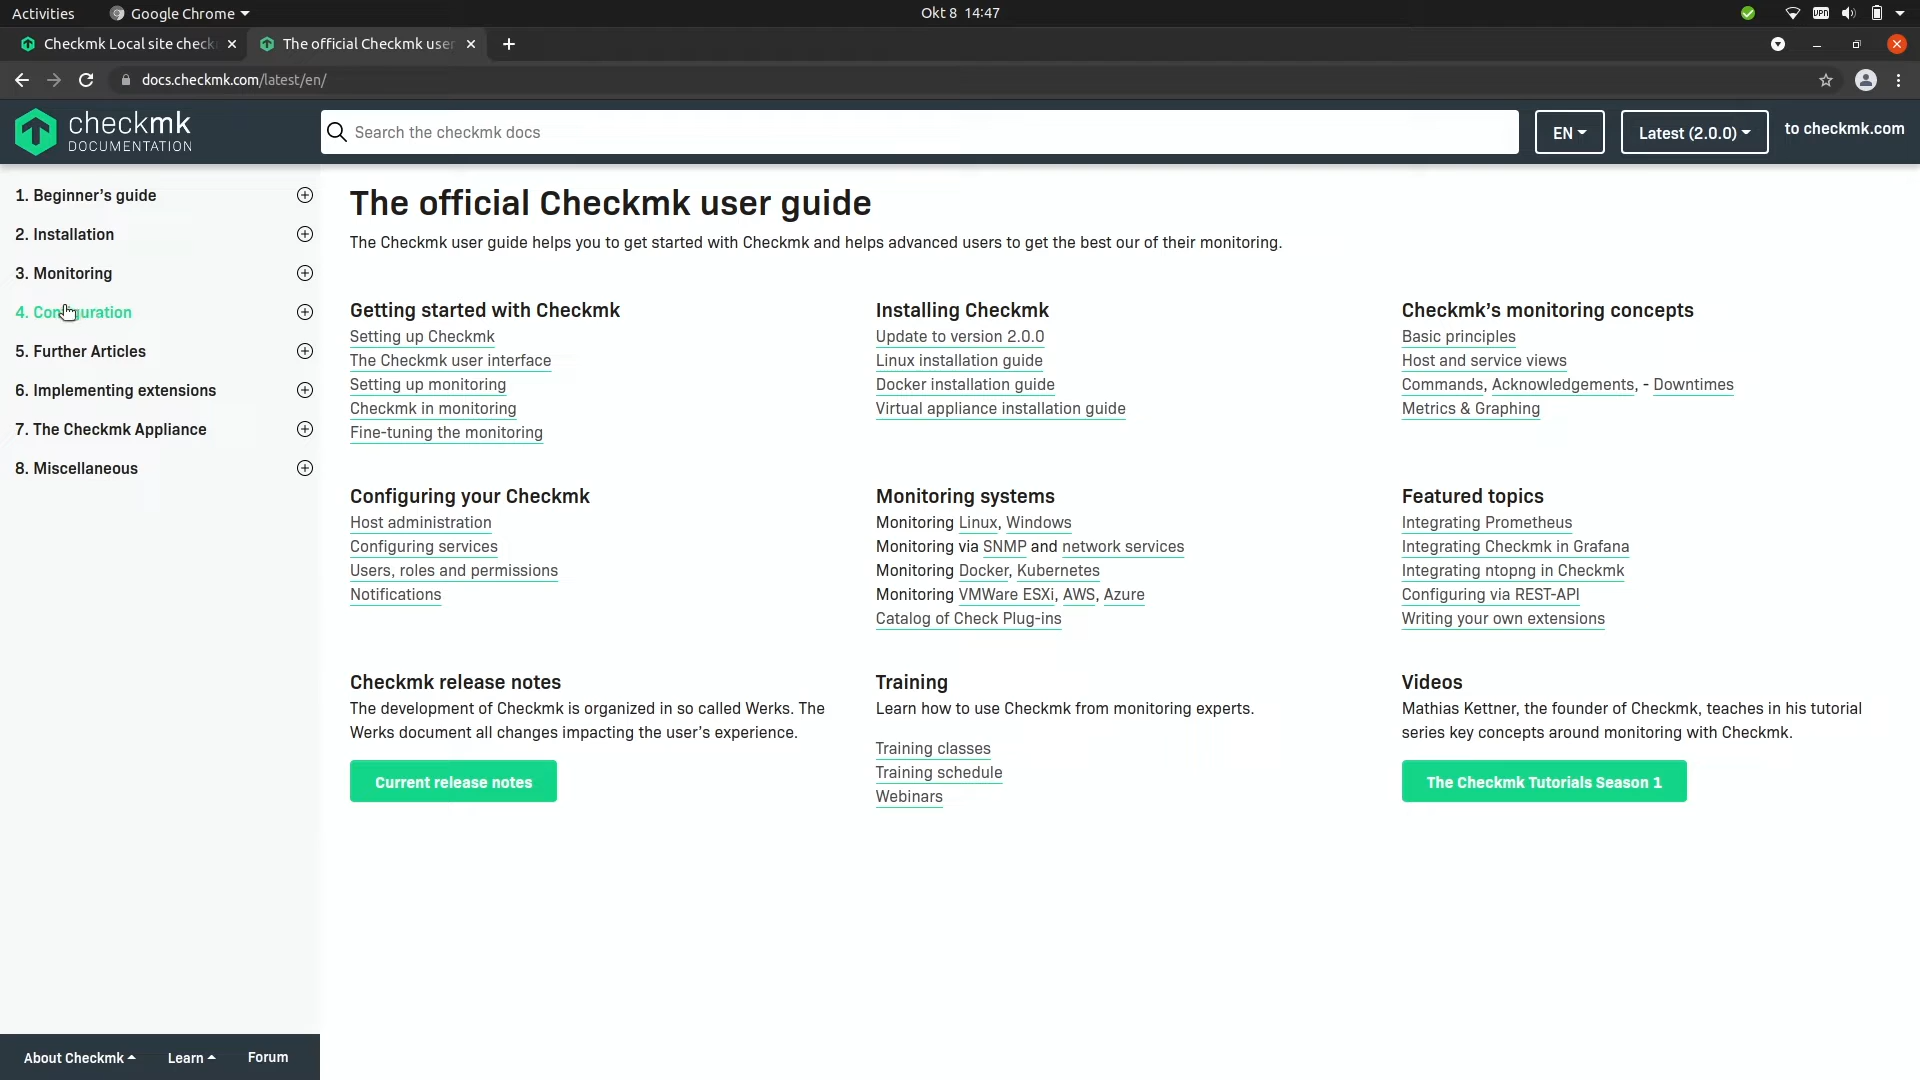 Activities Google Chrome Okt 8 14:47 VPN
Checkmk Local site check The official Checkmk user
docs.checkmk.com/latest/en/
checkmk
DOCUMENTATION
Search the checkmk docs
EN
Latest (2.0.0)
to checkmk.com
1. Beginner's guide
2. Installation
3. Monitoring
4. Configuration
5. Further Articles
6. Implementing extensions
7. The Checkmk Appliance
8. Miscellaneous
The official Checkmk user guide
The Checkmk user guide helps you to get started with Checkmk and helps advanced users to get the best our of their monitoring.
Getting started with Checkmk
Setting up Checkmk
The Checkmk user interface
Setting up monitoring
Checkmk in monitoring
Fine-tuning the monitoring
Installing Checkmk
Update to version 2.0.0
Linux installation guide
Docker installation guide
Virtual appliance installation guide
Checkmk's monitoring concepts
Basic principles
Host and service views
Commands, Acknowledgements, - Downtimes
Metrics & Graphing
Configuring your Checkmk
Host administration
Configuring services
Users, roles and permissions
Notifications
Monitoring systems
Monitoring Linux, Windows
Monitoring via SNMP and network services
Monitoring Docker, Kubernetes
Monitoring VMWare ESXi, AWS, Azure
Catalog of Check Plug-ins
Featured topics
Integrating Prometheus
Integrating Checkmk in Grafana
Integrating ntopng in Checkmk
Configuring via REST-API
Writing your own extensions
Checkmk release notes
The development of Checkmk is organized in so called Werks. The
Werks document all changes impacting the user's experience.
Current release notes
Training
Learn how to use Checkmk from monitoring experts.
Training classes
Training schedule
Webinars
Videos
Mathias Kettner, the founder of Checkmk, teaches in his tutorial
series key concepts around monitoring with Checkmk.
The Checkmk Tutorials Season 1
About Checkmk Learn Forum